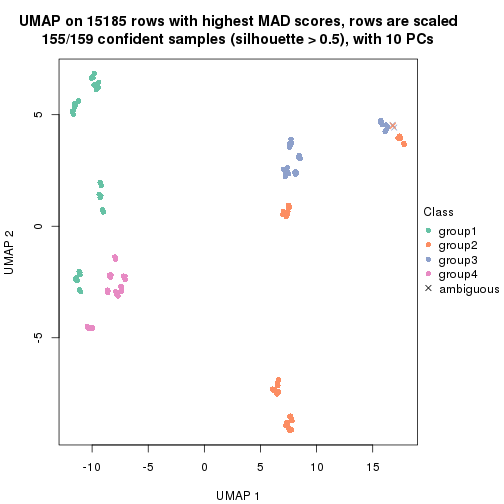 UMAP on 15185 rows with highest MAD scores, rows are scaled
155/159 confident samples (silhouette > 0.5), with 10 PCs
5
0
-5
UMAP 2
-10
-5
0
5
10
15
UMAP 1
Class
group1
group2
group3
group4
ambiguous